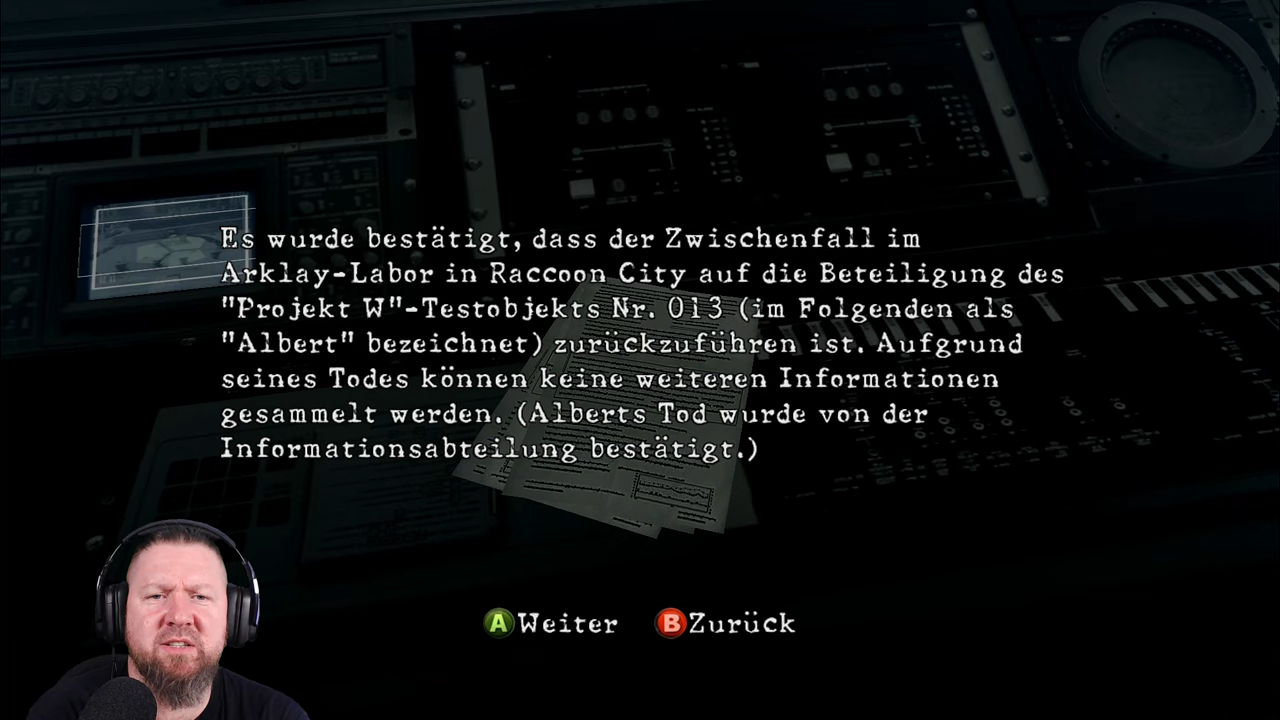 Es wurde bestätigt, dass der Zwischenfall im
Arklay-Labor in Raccoon City auf die Beteiligung des
"Projekt W"-Testobjekts Nr. 013 (im Folgenden als
"Albert" bezeichnet) zurückzuführen ist. Aufgrund
seines Todes können keine weiteren Informationen
gesammelt werden. (Alberts Tod wurde von der
Informationsabteilung bestätigt.)
A Weiter B Zurück